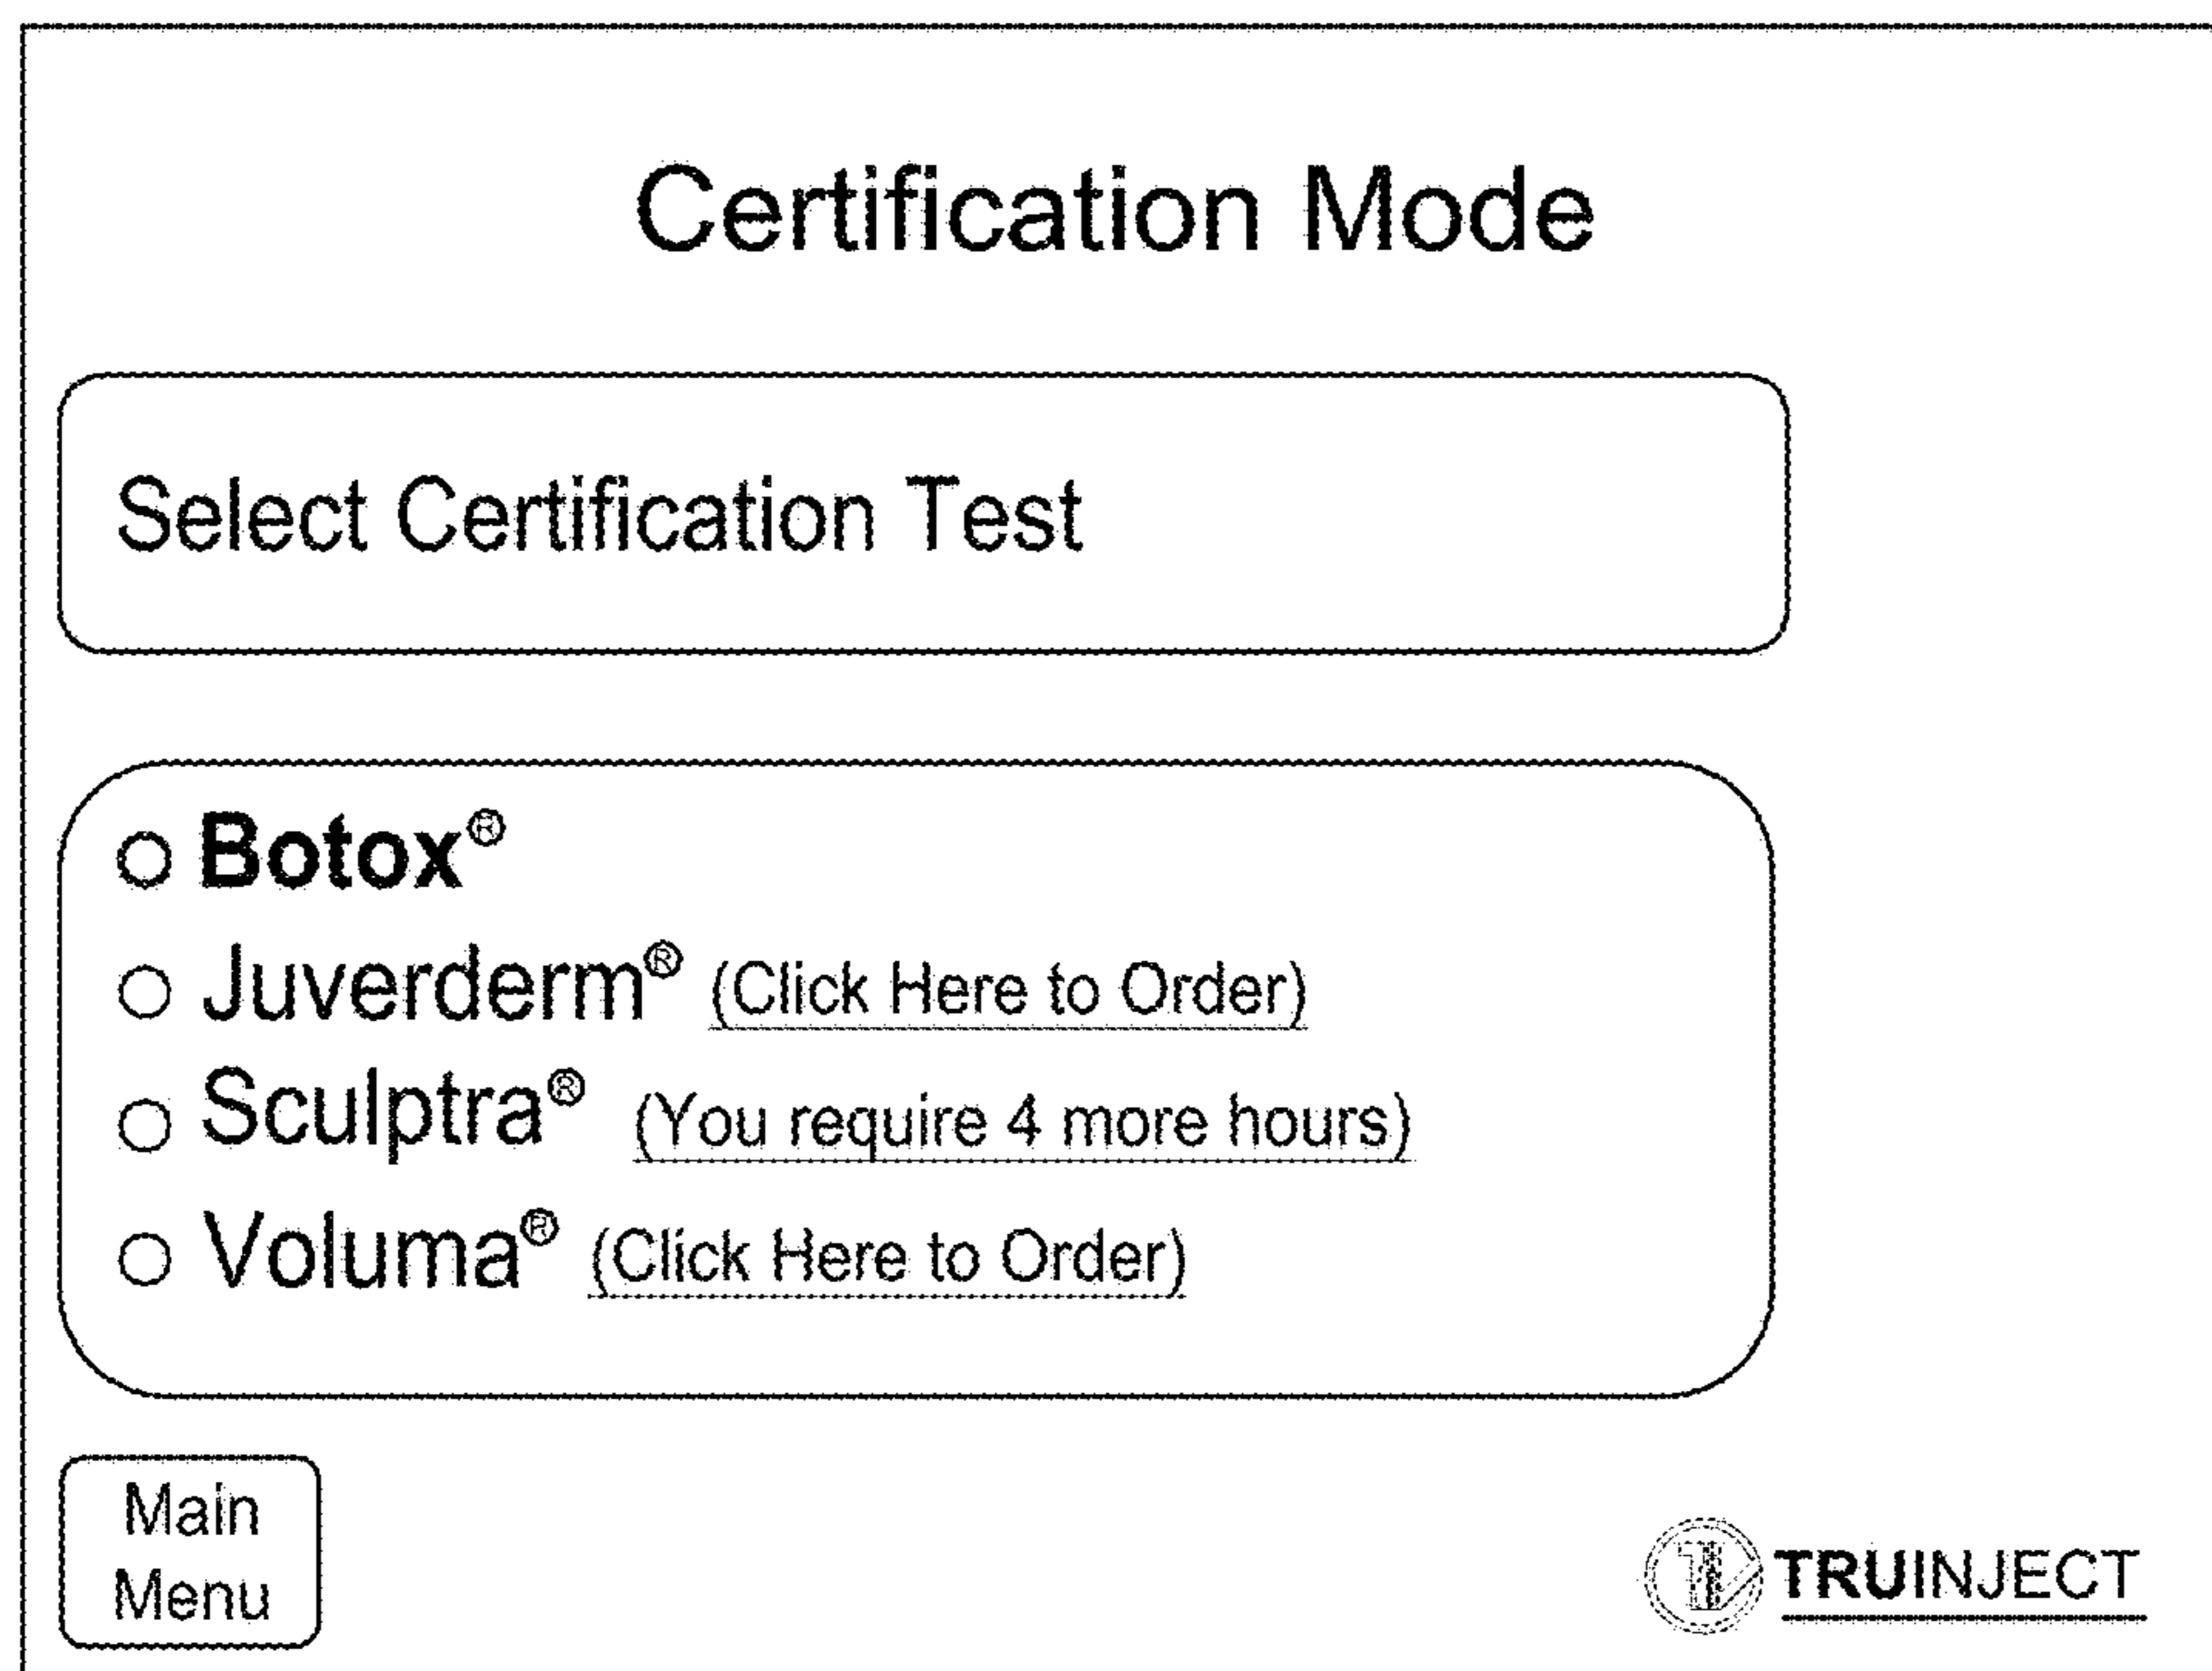 Certification Mode
Select Certification Test
Botox®
Juverderm® (Click Here to Order)
Sculptra® (You require 4 more hours)
Voluma® (Click Here to Order)
Main
Menu
TRUINJECT